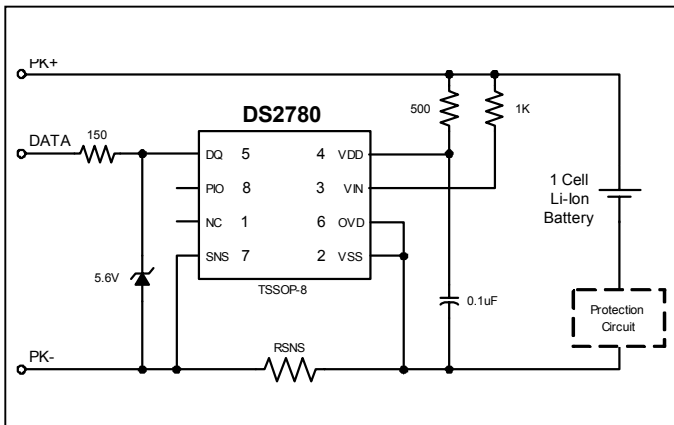 PK+
500
1K
DS2780
DATA
150
DQ 5 4 VDD
PIO 8 3 VIN
NC 1 6 OVD
SNS 7 2 VSS
TSSOP-8
5.6V
0.1uF
1 Cell
Li-Ion
Battery
Protection
Circuit
PK-
RSNS